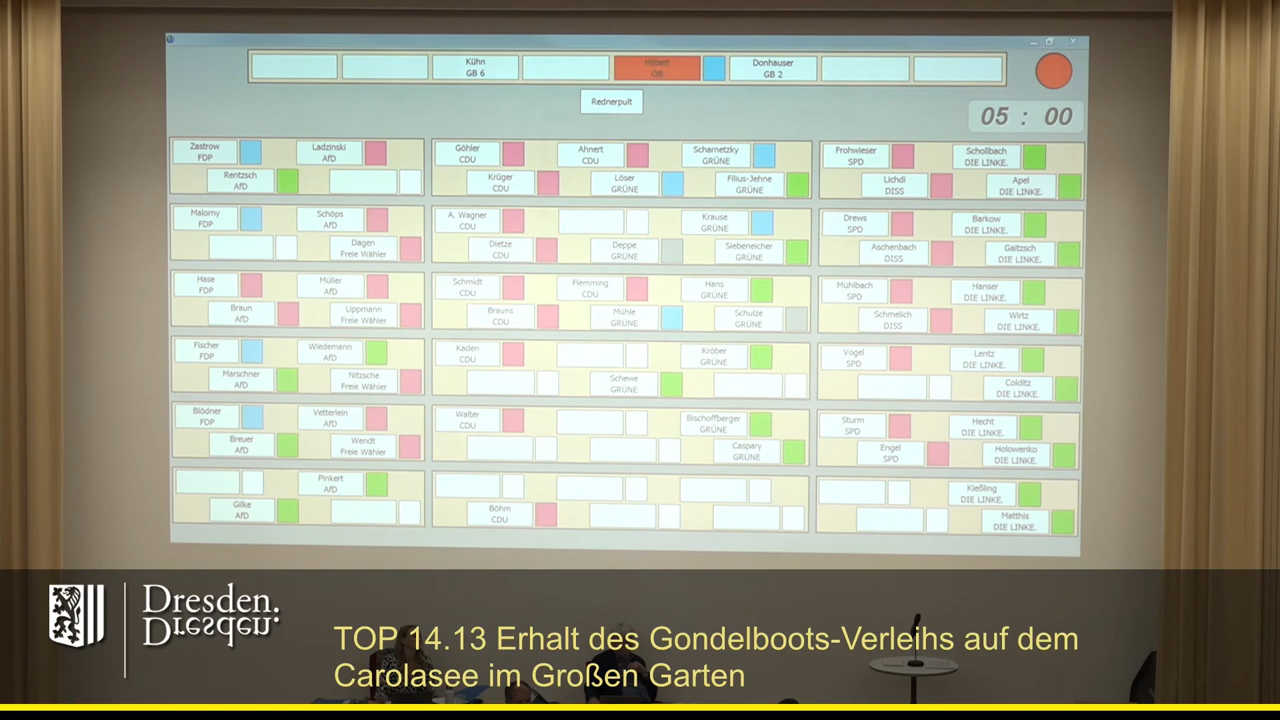 Kühn
GB 6
Hilbert
OB
Donhauser
GB 2
Rednerpult
05 : 00
Zastrow
FDP
Ladzinski
AfD
Rentzsch
AfD
Göhler
CDU
Ahnert
CDU
Scharnetzky
GRÜNE
Krüger
CDU
Löser
GRÜNE
Filius-Jehne
GRÜNE
Frohwieser
SPD
Schollbach
DIE LINKE.
Lichdi
DISS
Apel
DIE LINKE.
Malorny
FDP
Schöps
AfD
Dagen
Freie Wähler
A. Wagner
CDU
Krause
GRÜNE
Dietze
CDU
Deppe
GRÜNE
Siebeneicher
GRÜNE
Drews
SPD
Barkow
DIE LINKE.
Aschenbach
DISS
Gaitzsch
DIE LINKE.
Hase
FDP
Müller
AfD
Braun
AfD
Lippmann
Freie Wähler
Schmidt
CDU
Flemming
CDU
Hans
GRÜNE
Brauns
CDU
Mühle
GRÜNE
Schulze
GRÜNE
Mühlbach
SPD
Hanser
DIE LINKE.
Schmelich
DISS
Wirtz
DIE LINKE.
Fischer
FDP
Wiedemann
AfD
Marschner
AfD
Nitzsche
Freie Wähler
Kaden
CDU
Kröber
GRÜNE
Schewe
GRÜNE
Vogel
SPD
Lentz
DIE LINKE.
Colditz
DIE LINKE.
Blödner
FDP
Vetterlein
AfD
Breuer
AfD
Wendt
Freie Wähler
Walter
CDU
Bischoffberger
GRÜNE
Caspary
GRÜNE
Sturm
SPD
Hecht
DIE LINKE.
Engel
SPD
Holowenko
DIE LINKE.
Pinkert
AfD
Gilke
AfD
Böhm
CDU
Kießling
DIE LINKE.
Matthis
DIE LINKE.
Dresden.
Dresden.
TOP 14.13 Erhalt des Gondelboots-Verleihs auf dem
Carolasee im Großen Garten